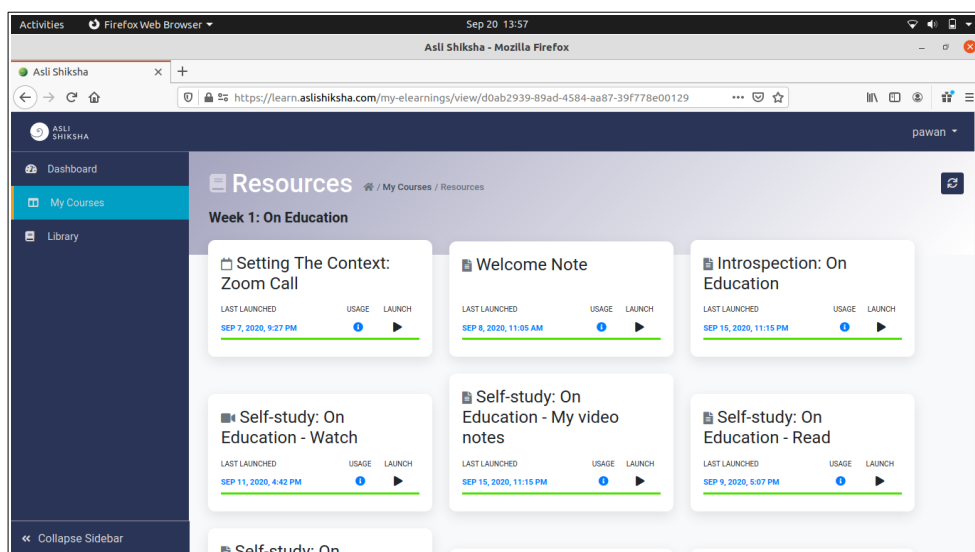 Activities Firefox Web Browser Sep 20 13:57
Asli Shiksha - Mozilla Firefox
Asli Shiksha
https://learn.aslishiksha.com/my-elearnings/view/d0ab2939-89ad-4584-aa87-39f778e00129
ASLI
SHIKSHA
pawan
Dashboard
My Courses
Library
Collapse Sidebar
Resources / My Courses / Resources
Week 1: On Education
Setting The Context:
Zoom Call
LAST LAUNCHED USAGE LAUNCH
SEP 7, 2020, 9:27 PM
Welcome Note
LAST LAUNCHED USAGE LAUNCH
SEP 8, 2020, 11:05 AM
Introspection: On
Education
LAST LAUNCHED USAGE LAUNCH
SEP 15, 2020, 11:15 PM
Self-study: On
Education - Watch
LAST LAUNCHED USAGE LAUNCH
SEP 11, 2020, 4:42 PM
Self-study: On
Education - My video
notes
LAST LAUNCHED USAGE LAUNCH
SEP 15, 2020, 11:15 PM
Self-study: On
Education - Read
LAST LAUNCHED USAGE LAUNCH
SEP 9, 2020, 5:07 PM
Self-study: On